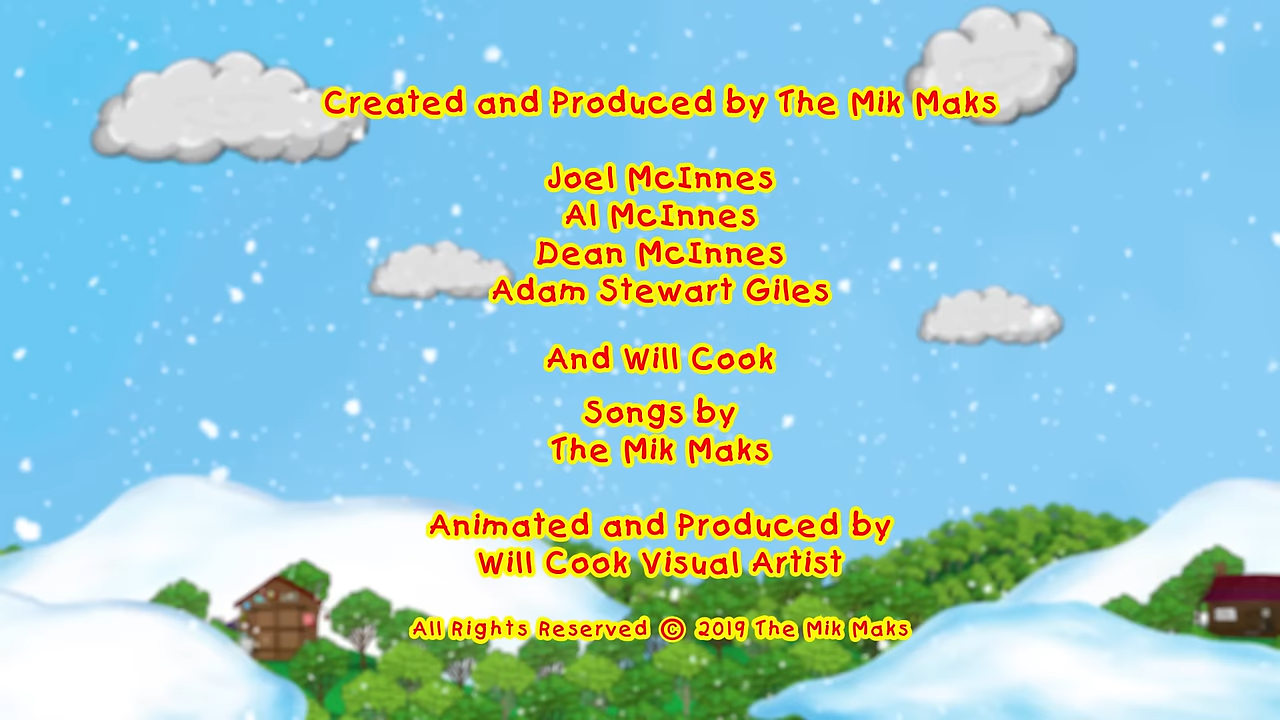 Created and Produced by The Mik Maks
Joel McInnes
Al McInnes
Dean McInnes
Adam Stewart Giles
And Will Cook
Songs by
The Mik Maks
Animated and Produced by
Will Cook Visual Artist
All Rights Reserved © 2019 The Mik Maks